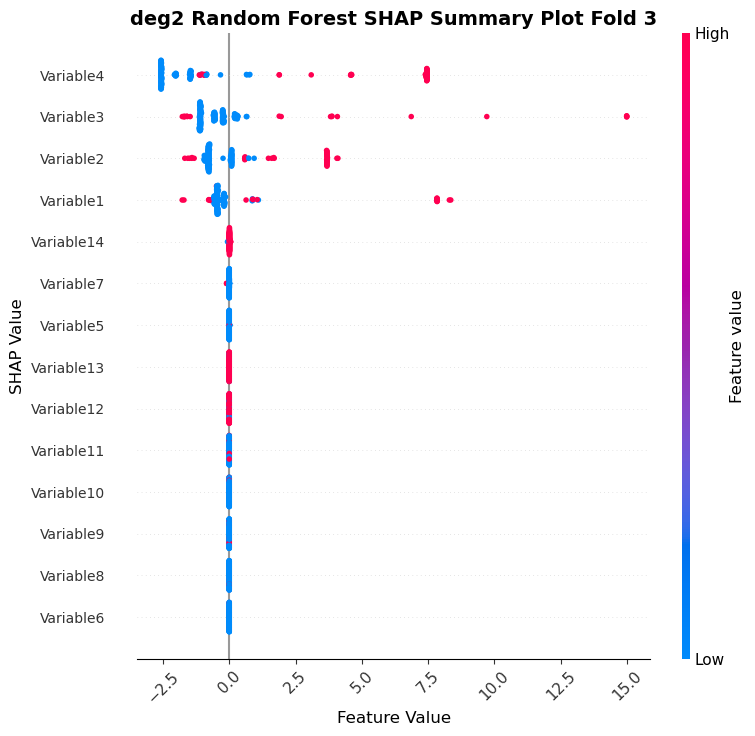 deg2 Random Forest SHAP Summary Plot Fold 3
High
Variable4
Variable3
Variable2
Variable1
Variable14
Variable7
Variable5
Variable13
Variable12
Variable11
Variable10
Variable9
Variable8
Variable6
SHAP Value
Feature value
Low
−2.5
0.0
2.5
5.0
7.5
10.0
12.5
15.0
Feature Value